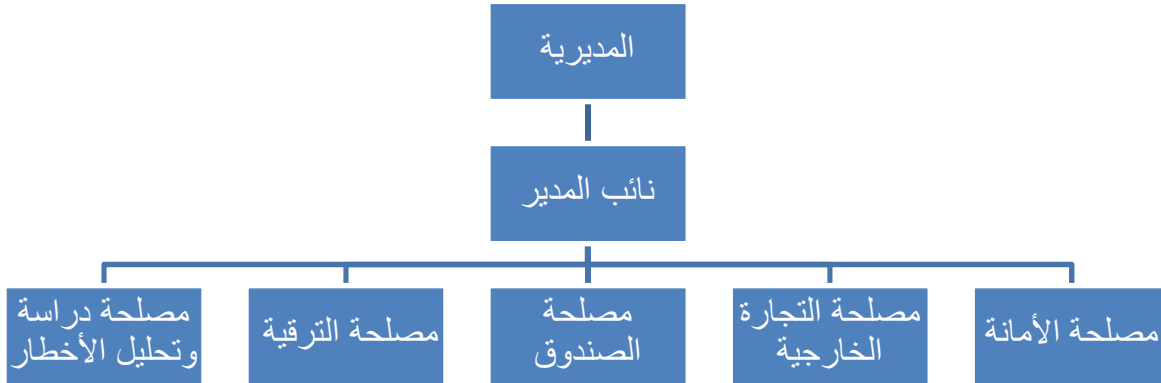 المديرية
نائب المدير
مصلحة الأمانة
مصلحة التجارة
الخارجية
مصلحة
الصندوق
مصلحة الترقية
مصلحة دراسة
وتحليل الأخطار